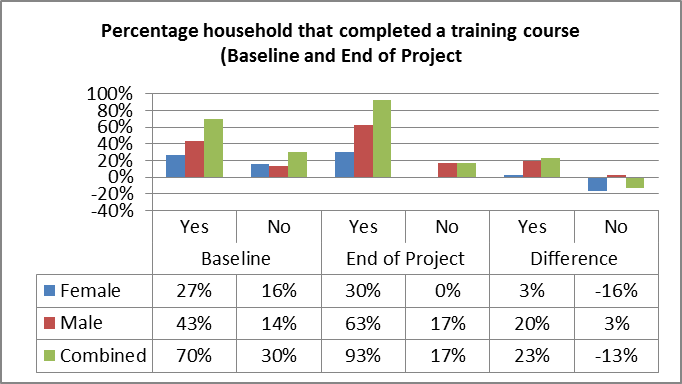 Percentage household that completed a training course
(Baseline and End of Project
100%
80%
60%
40%
20%
0%
-20%
-40%
Yes No Yes No Yes No
Baseline End of Project Difference
Female 27% 16% 30% 0% 3% -16%
Male 43% 14% 63% 17% 20% 3%
Combined 70% 30% 93% 17% 23% -13%